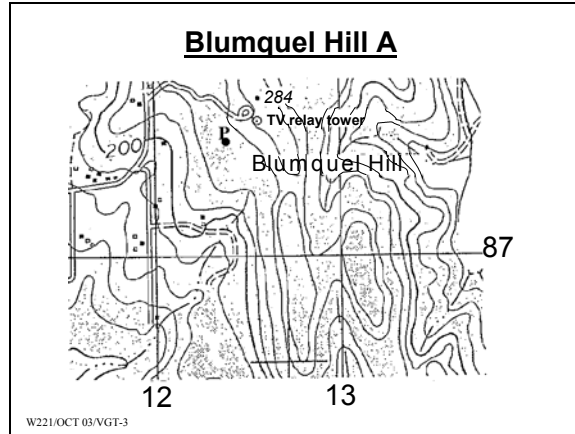 Blumquel Hill A
284
TV relay tower
P
200
Blumquel Hill
87
12
13
W221/OCT 03/VGT-3